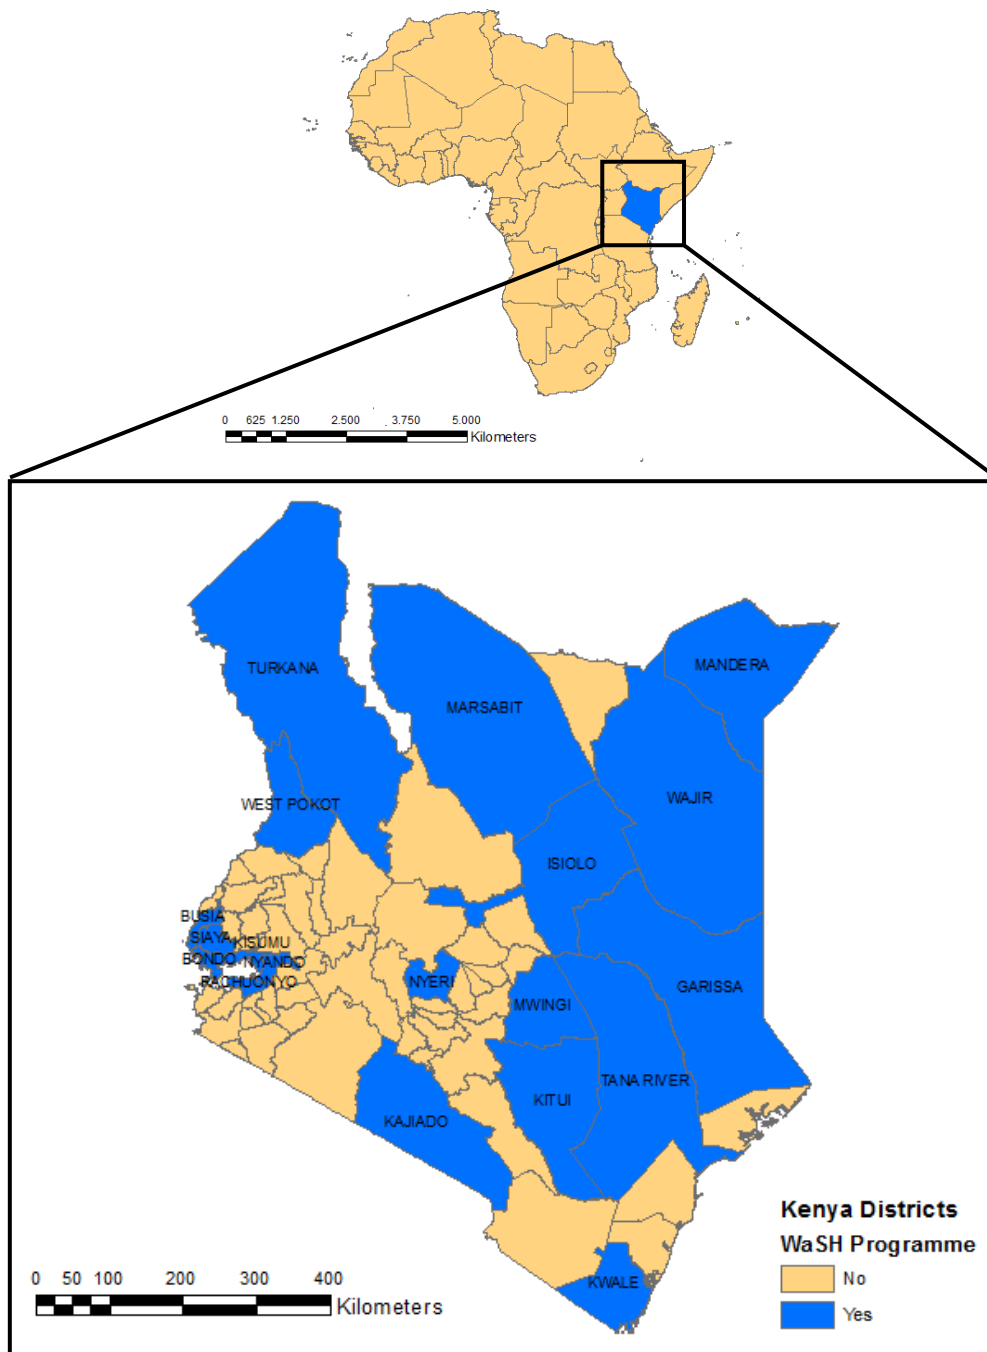 0 625 1.250 2.500 3.750 5.000
Kilometers
TURKANA
MANDERA
MARSABIT
WEST POKOT
WAJIR
ISIOLO
BUSIA
SIAYA
KISUMU
BONDO
NYANDO
RACHUONYO
NYERI
GARISSA
MWINGI
TANA RIVER
KITUI
KAJIADO
KWALE
Kenya Districts
WaSH Programme
No
Yes
0 50 100 200 300 400
Kilometers